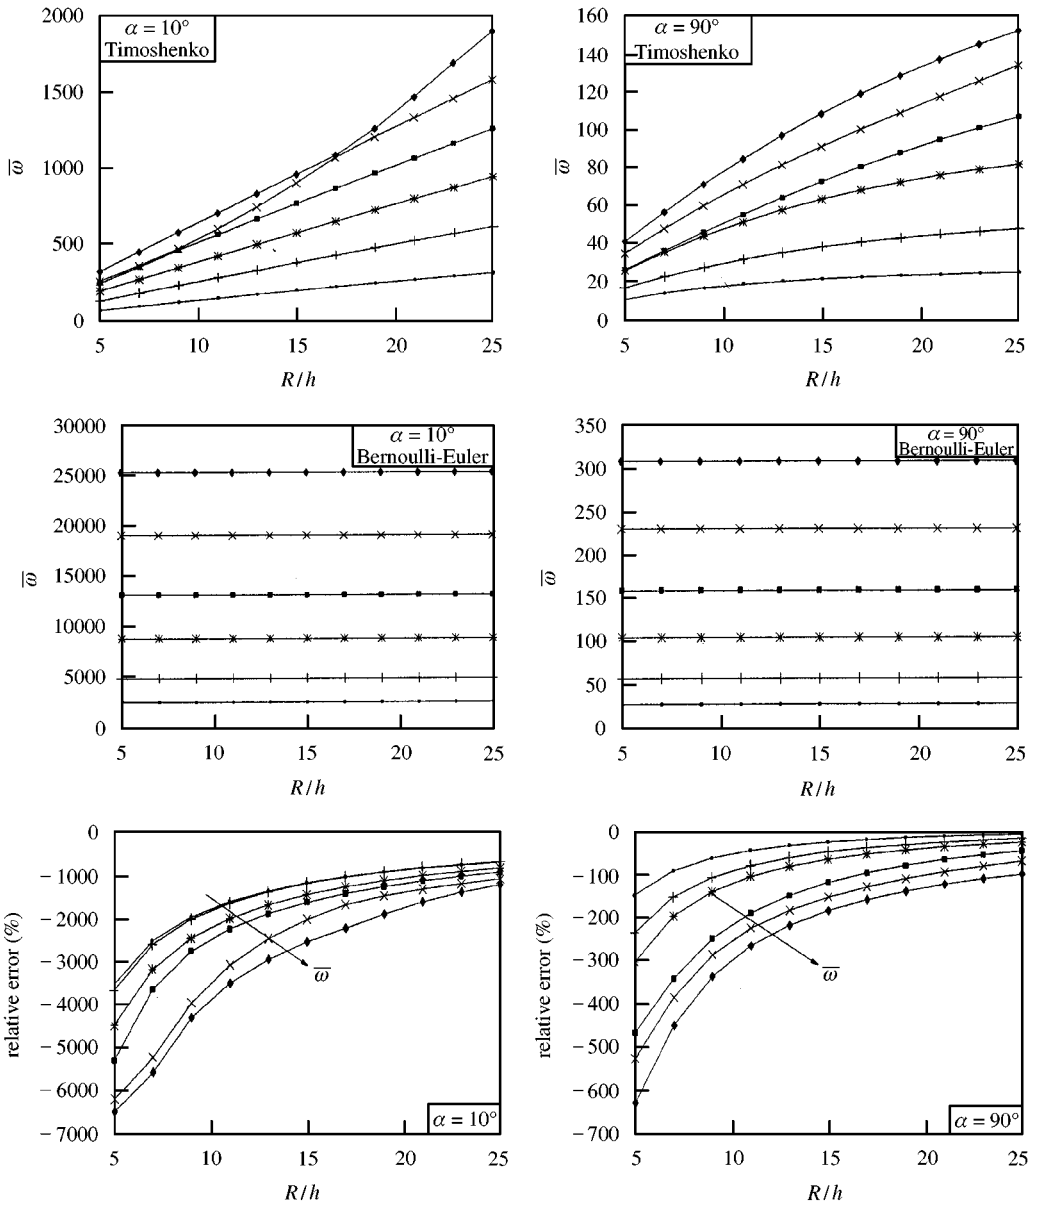 α = 10°
Timoshenko
2000
1500
1000
500
0
ω̅
5 10 15 20 25
R/h
α = 90°
Timoshenko
160
140
120
100
80
60
40
20
0
ω̅
5 10 15 20 25
R/h
α = 10°
Bernoulli-Euler
30000
25000
20000
15000
10000
5000
0
ω̅
5 10 15 20 25
R/h
α = 90°
Bernoulli-Euler
350
300
250
200
150
100
50
0
ω̅
5 10 15 20 25
R/h
0
−1000
−2000
−3000
−4000
−5000
−6000
−7000
relative error (%)
ω̅
α = 10°
5 10 15 20 25
R/h
0
−100
−200
−300
−400
−500
−600
−700
relative error (%)
ω̅
α = 90°
5 10 15 20 25
R/h